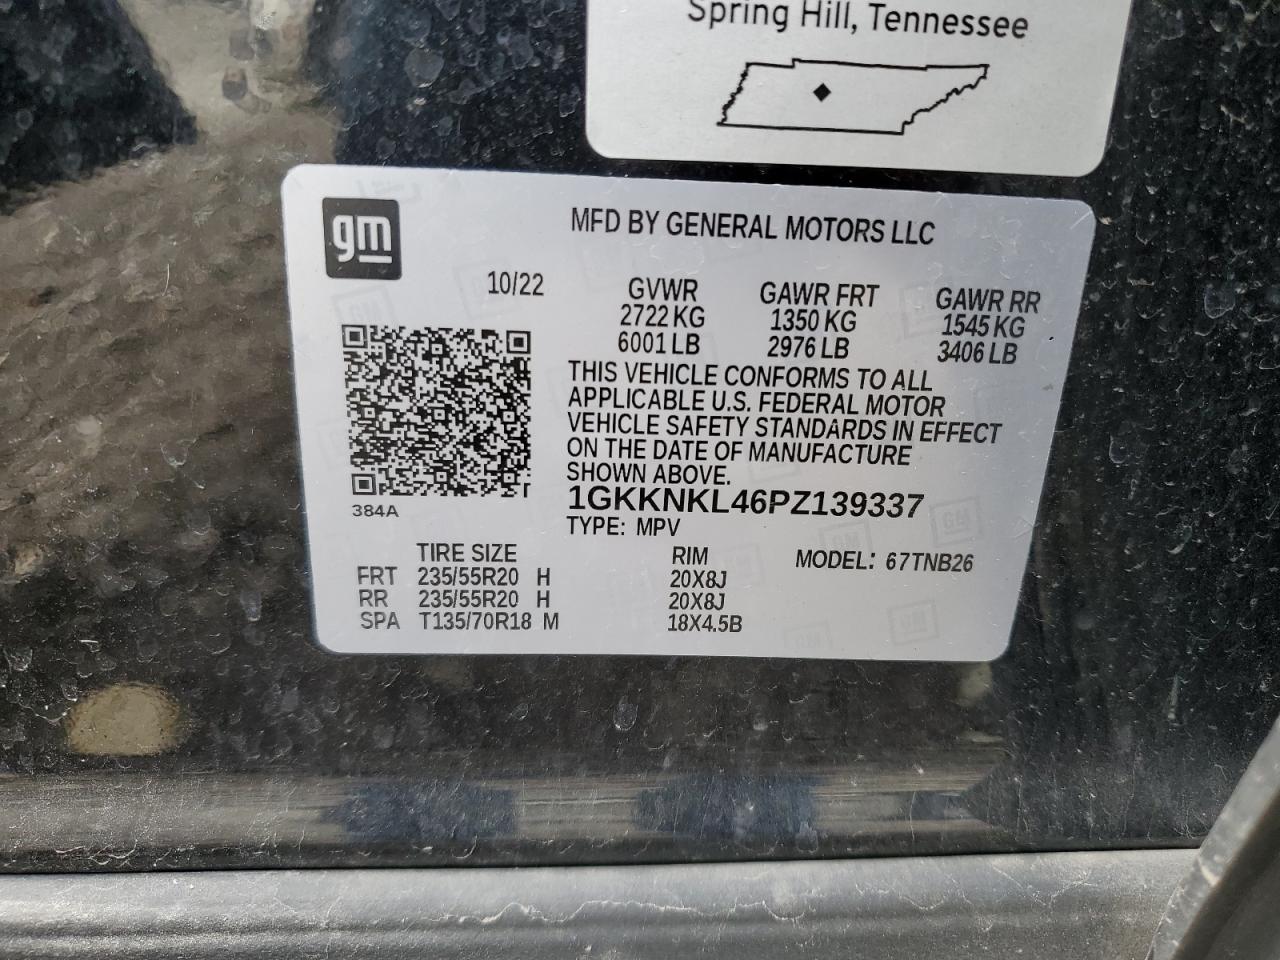 Spring Hill, Tennessee
gm
MFD BY GENERAL MOTORS LLC
10/22 GVWR GAWR FRT GAWR RR
2722 KG 1350 KG 1545 KG
6001 LB 2976 LB 3406 LB
THIS VEHICLE CONFORMS TO ALL
APPLICABLE U.S. FEDERAL MOTOR
VEHICLE SAFETY STANDARDS IN EFFECT
ON THE DATE OF MANUFACTURE
SHOWN ABOVE.
1GKKNKL46PZ139337
384A
TYPE: MPV
TIRE SIZE RIM MODEL: 67TNB26
FRT 235/55R20 H 20X8J
RR 235/55R20 H 20X8J
SPA T135/70R18 M 18X4.5B